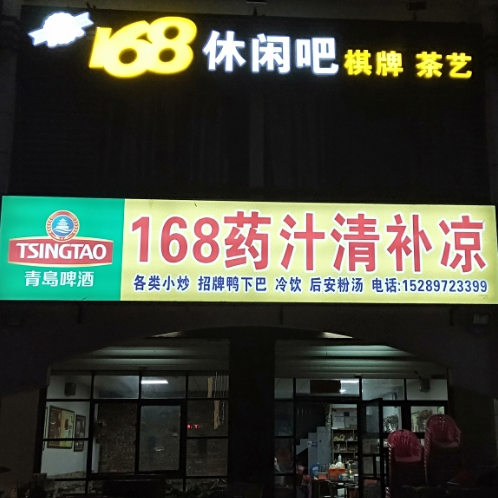 168 休闲吧 棋牌 茶艺
TSINGTAO
青島啤酒
168药汁清补凉
各类小炒 招牌鸭下巴 冷饮 后安粉汤 电话:15289723399